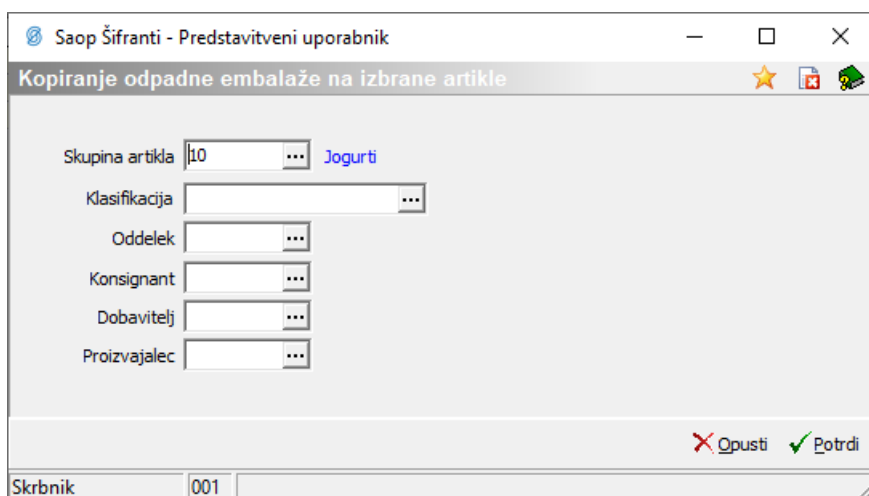 Saop Šifranti - Predstavitveni uporabnik
Kopiranje odpadne embalaže na izbrane artikle
Skupina artikla 10 ... Jogurti
Klasifikacija ...
Oddelek ...
Konsignant ...
Dobavitelj ...
Proizvajalec ...
Opusti Potrdi
Skrbnik 001